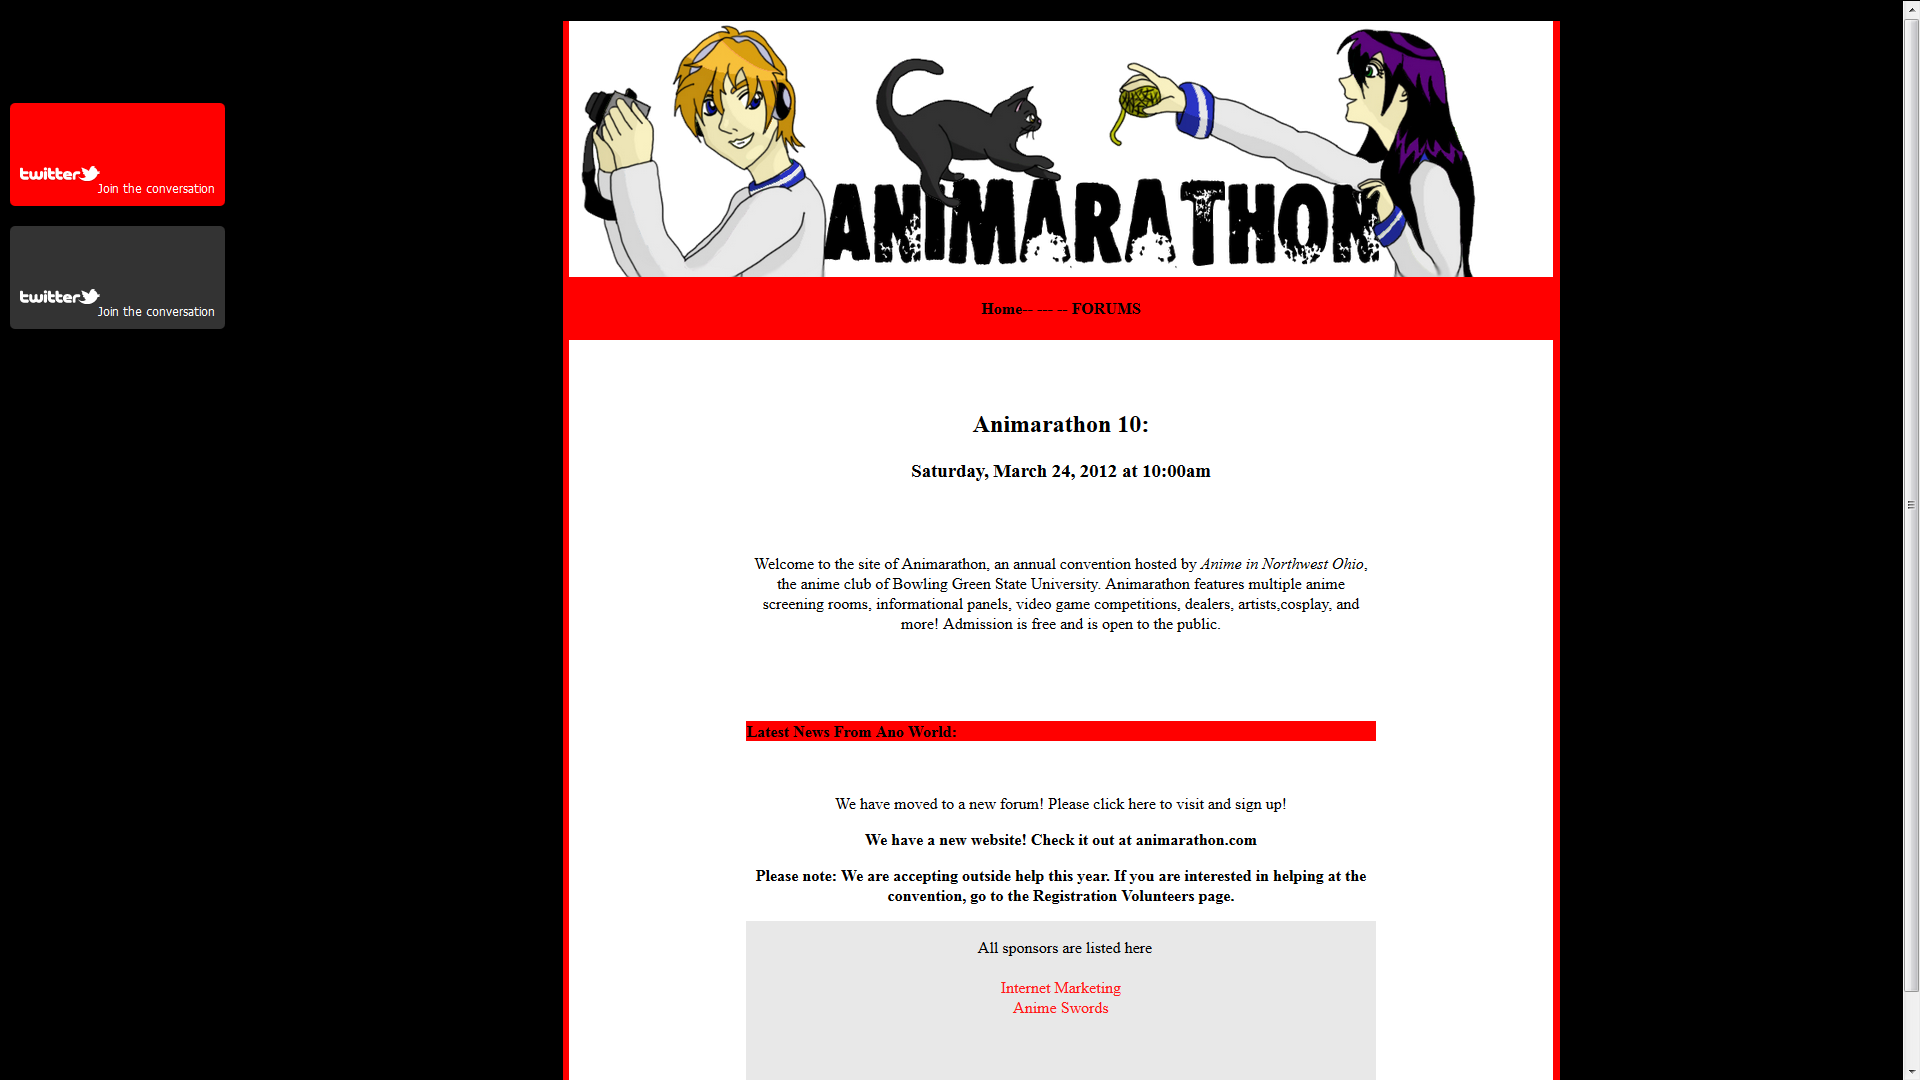 ANIMARATHON
twitter
Join the conversation
twitter
Join the conversation
Home-- --- -- FORUMS
Animarathon 10:
Saturday, March 24, 2012 at 10:00am
Welcome to the site of Animarathon, an annual convention hosted by Anime in Northwest Ohio,
the anime club of Bowling Green State University. Animarathon features multiple anime
screening rooms, informational panels, video game competitions, dealers, artists,cosplay, and
more! Admission is free and is open to the public.
Latest News From Ano World:
We have moved to a new forum! Please click here to visit and sign up!
We have a new website! Check it out at animarathon.com
Please note: We are accepting outside help this year. If you are interested in helping at the
convention, go to the Registration Volunteers page.
All sponsors are listed here
Internet Marketing
Anime Swords